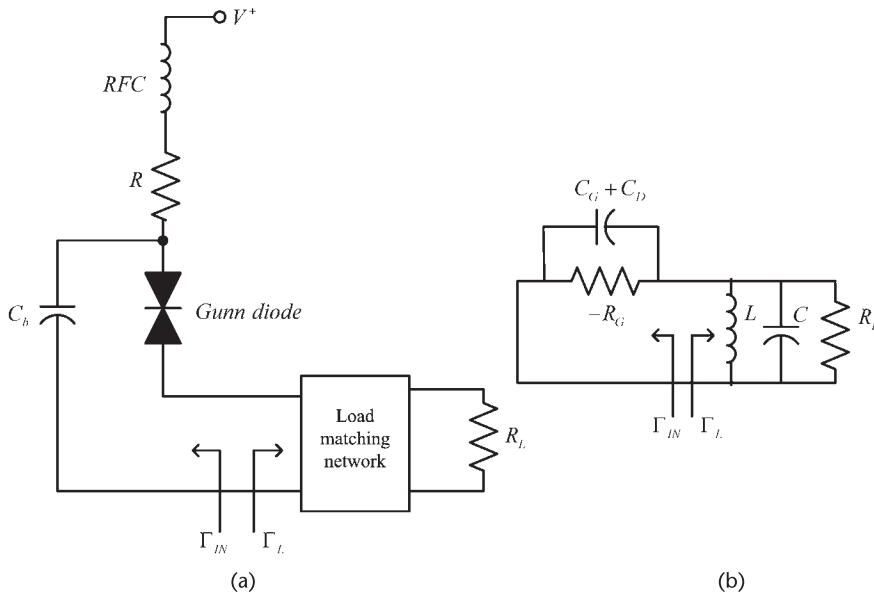 V⁺
RFC
R
C_b
Gunn diode
Load
matching
network
R_L
Γ_IN
Γ_L
(a)
C_G + C_D
−R_G
L
C
Γ_IN
Γ_L
(b)